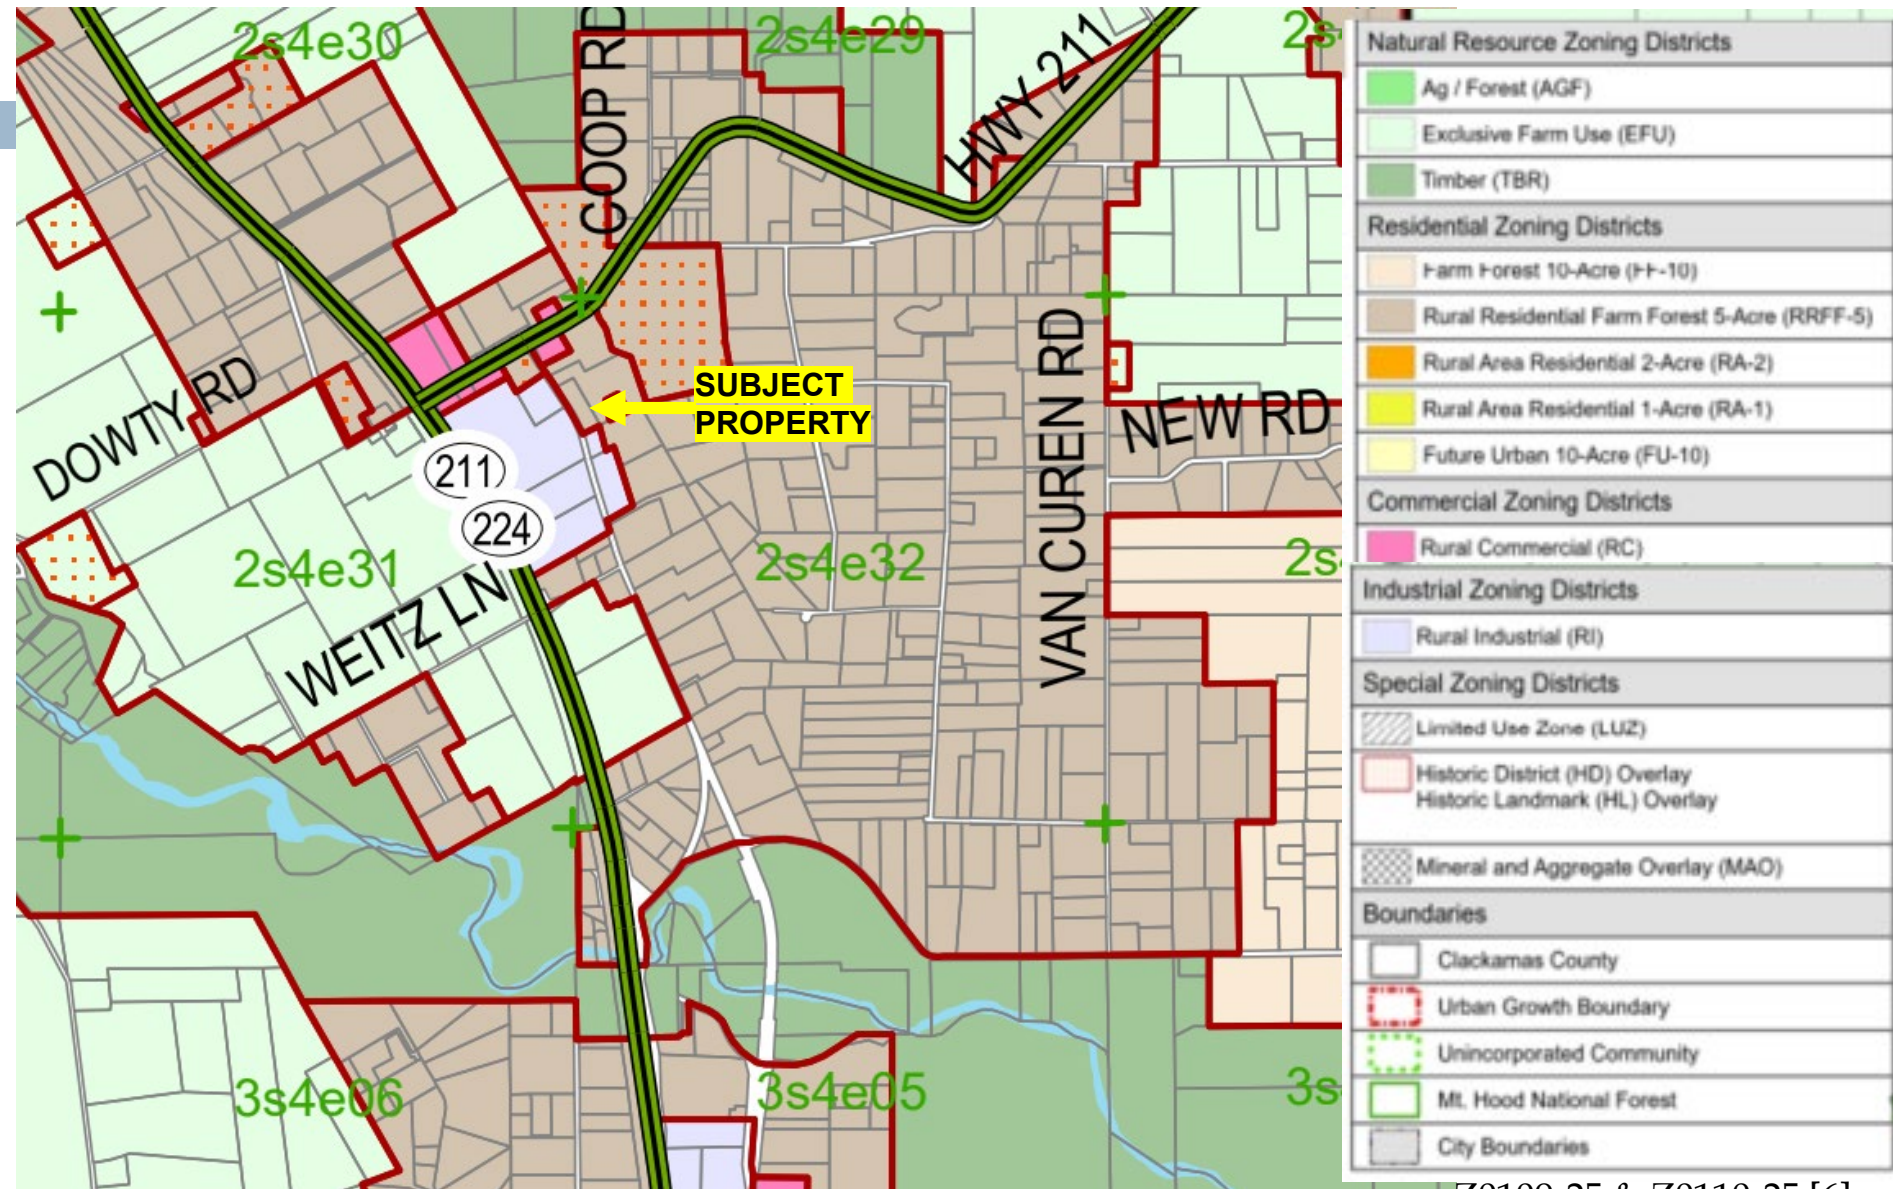 2s4e30
COOP RD
2s4e29
HWY 211
2s
DOWTY RD
SUBJECT
PROPERTY
VAN CUREN RD
NEW RD
211
224
2s4e31
WEITZ LN
2s4e32
2s
3s4e06
3s4e05
3s
Natural Resource Zoning Districts
Ag / Forest (AGF)
Exclusive Farm Use (EFU)
Timber (TBR)
Residential Zoning Districts
Farm Forest 10-Acre (FF-10)
Rural Residential Farm Forest 5-Acre (RRFF-5)
Rural Area Residential 2-Acre (RA-2)
Rural Area Residential 1-Acre (RA-1)
Future Urban 10-Acre (FU-10)
Commercial Zoning Districts
Rural Commercial (RC)
Industrial Zoning Districts
Rural Industrial (RI)
Special Zoning Districts
Limited Use Zone (LUZ)
Historic District (HD) Overlay
Historic Landmark (HL) Overlay
Mineral and Aggregate Overlay (MAO)
Boundaries
Clackamas County
Urban Growth Boundary
Unincorporated Community
Mt. Hood National Forest
City Boundaries